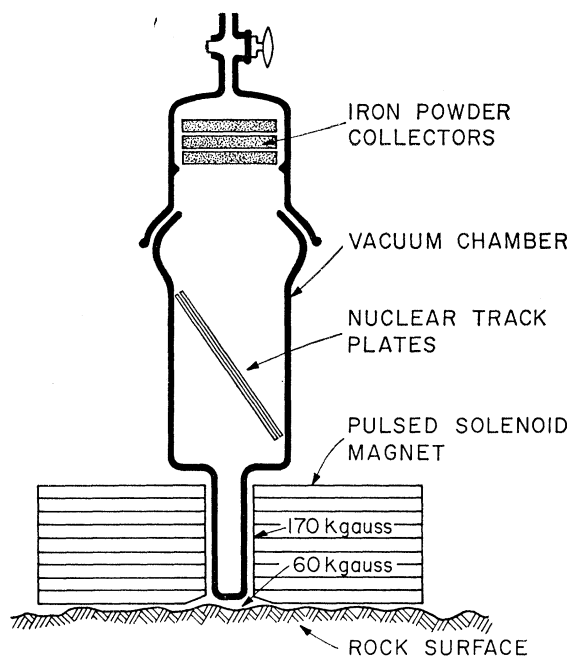 IRON POWDER
COLLECTORS
VACUUM CHAMBER
NUCLEAR TRACK
PLATES
PULSED SOLENOID
MAGNET
170 Kgauss
60 Kgauss
ROCK SURFACE